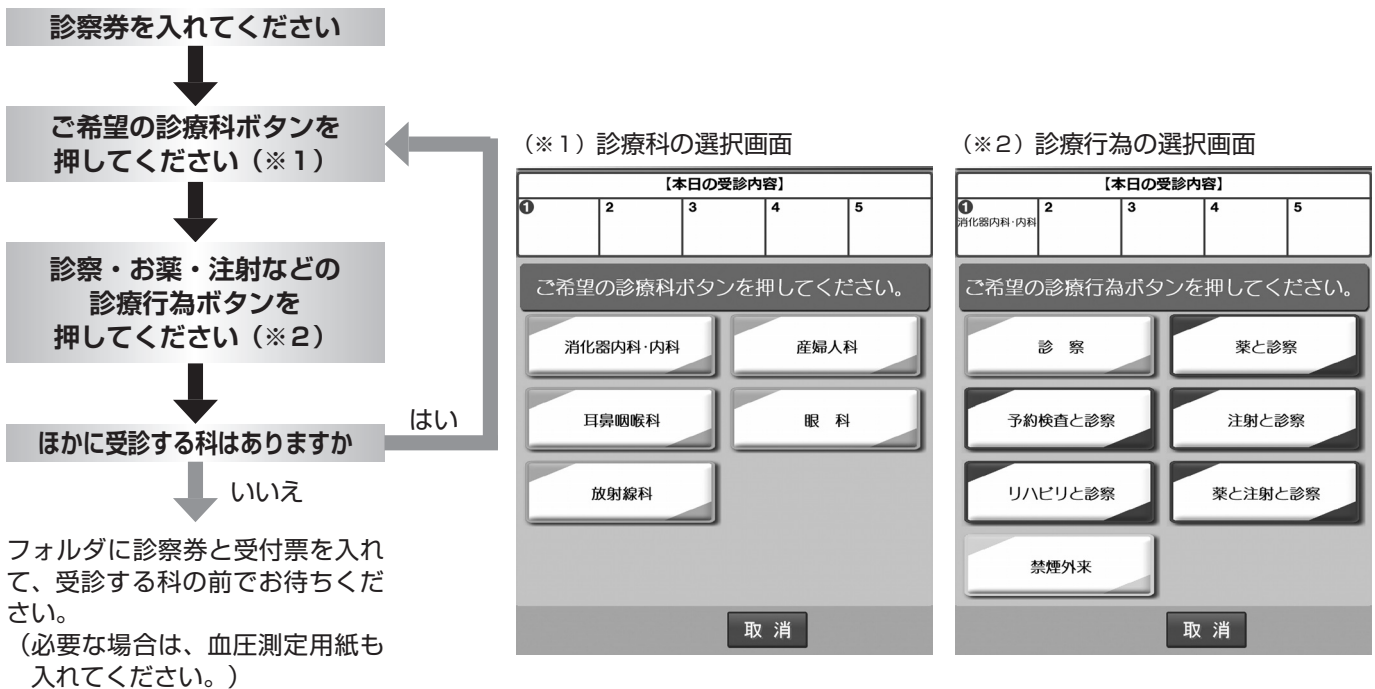 診察券を入れてください
ご希望の診療科ボタンを
押してください（※1）
診察・お薬・注射などの
診療行為ボタンを
押してください（※2）
ほかに受診する科はありますか
はい
いいえ
フォルダに診察券と受付票を入れ
て、受診する科の前でお待ちくだ
さい。
（必要な場合は、血圧測定用紙も
入れてください。）
（※1）診療科の選択画面
【本日の受診内容】
❶ 2 3 4 5
ご希望の診療科ボタンを押してください。
消化器内科・内科 産婦人科
耳鼻咽喉科 眼 科
放射線科
取 消
（※2）診療行為の選択画面
【本日の受診内容】
❶ 2 3 4 5
消化器内科・内科
ご希望の診療行為ボタンを押してください。
診 察 薬と診察
予約検査と診察 注射と診察
リハビリと診察 薬と注射と診察
禁煙外来
取 消